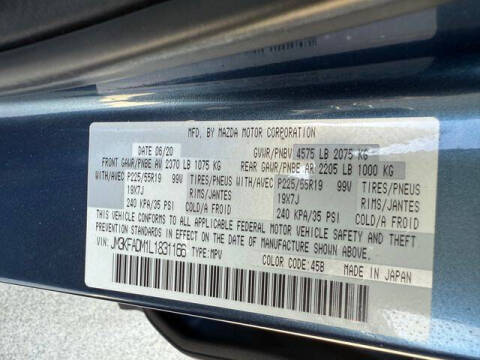 MFD. BY MAZDA MOTOR CORPORATION
DATE 06/20 GVWR/PNBV 4575 LB 2075 KG
FRONT GAWR/PNBE AV 2370 LB 1075 KG REAR GAWR/PNBE AR 2205 LB 1000 KG
WITH/AVEC P225/55R19 99V TIRES/PNEUS WITH/AVEC P225/55R19 99V TIRES/PNEUS
19X7J RIMS/JANTES 19X7J RIMS/JANTES
240 KPA/35 PSI COLD/A FROID 240 KPA/35 PSI COLD/A FROID
THIS VEHICLE CONFORMS TO ALL APPLICABLE FEDERAL MOTOR VEHICLE SAFETY AND THEFT
PREVENTION STANDARDS IN EFFECT ON THE DATE OF MANUFACTURE SHOWN ABOVE.
VIN: JM3KFADM1L1831166 TYPE:MPV
COLOR CODE:45B MADE IN JAPAN